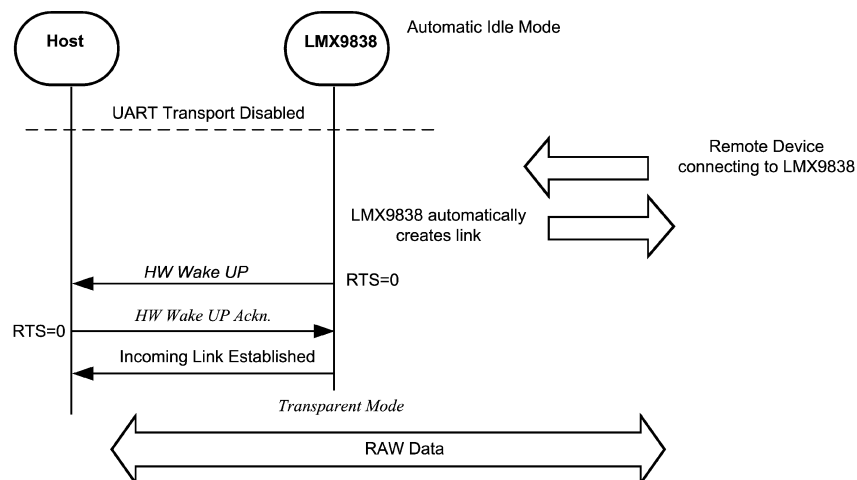 Host
LMX9838
Automatic Idle Mode
UART Transport Disabled
Remote Device
connecting to LMX9838
LMX9838 automatically
creates link
HW Wake UP
RTS=0
RTS=0
HW Wake UP Ackn.
Incoming Link Established
Transparent Mode
RAW Data